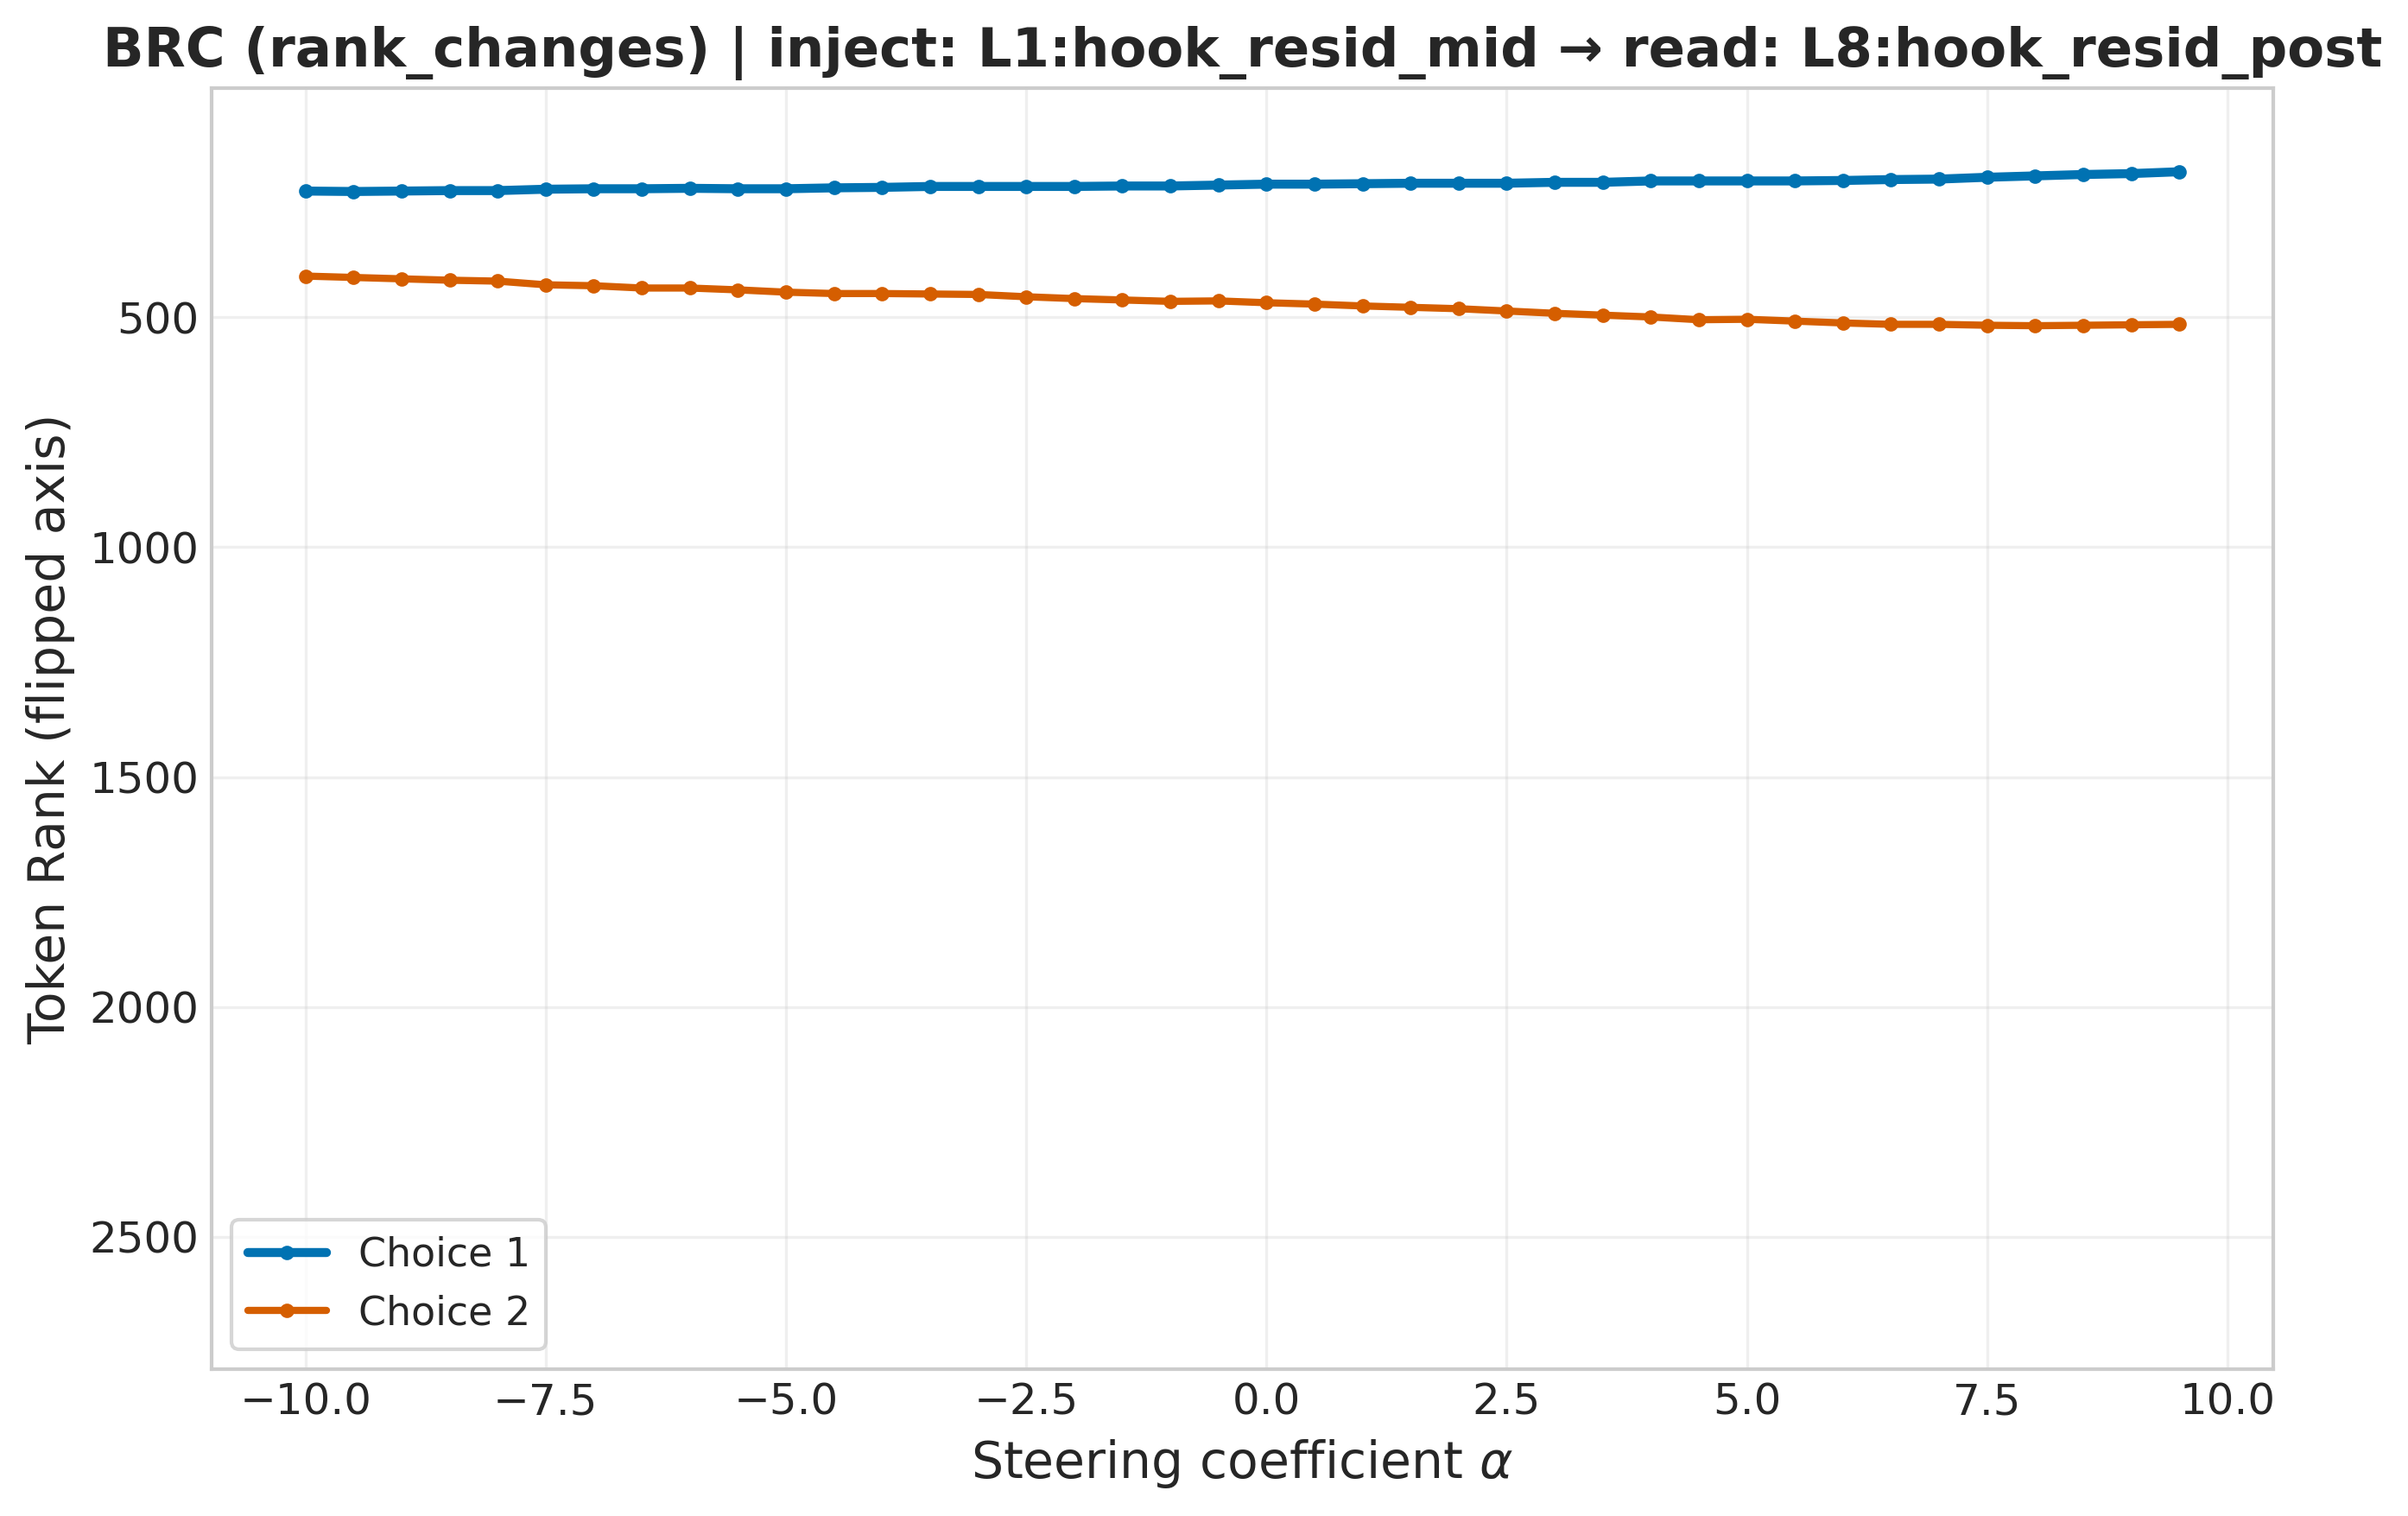 BRC (rank_changes) | inject: L1:hook_resid_mid → read: L8:hook_resid_post
Token Rank (flipped axis)
500
1000
1500
2000
2500
Choice 1
Choice 2
−10.0 −7.5 −5.0 −2.5 0.0 2.5 5.0 7.5 10.0
Steering coefficient α